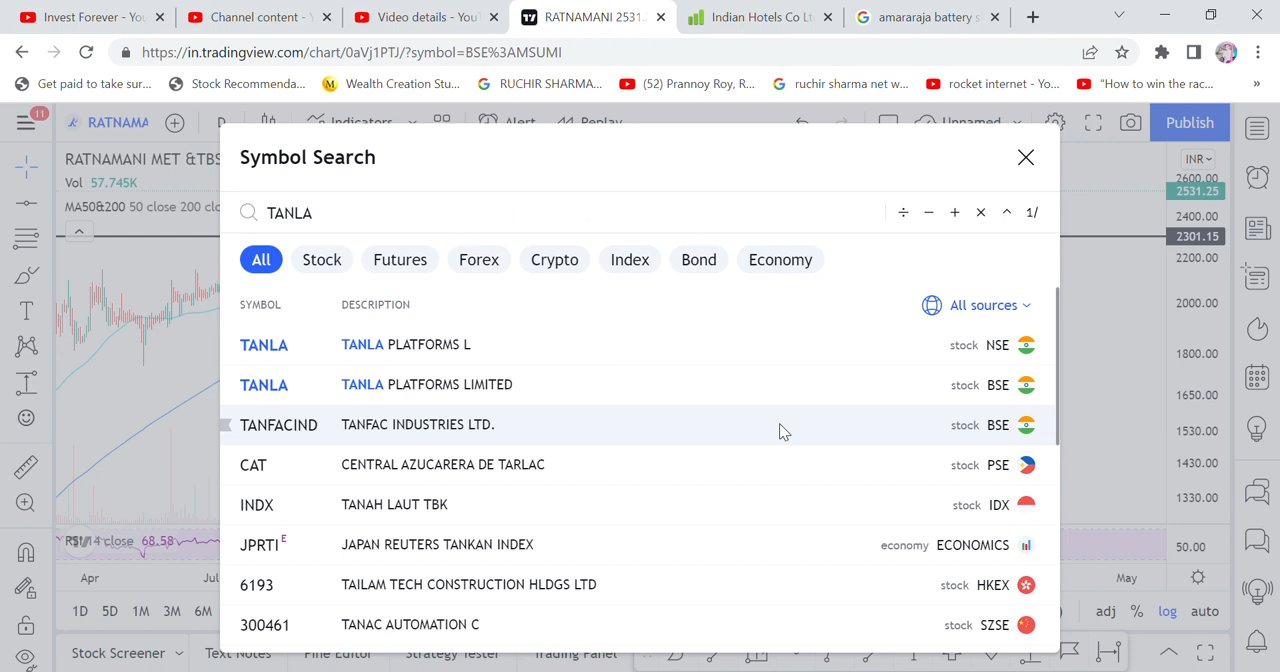 Invest Forever - You
Channel content -
Video details - YouT
RATNAMANI 2531.
Indian Hotels Co Lt
amararaja battery s
https://in.tradingview.com/chart/0aVj1PTJ/?symbol=BSE%3AMSUMI
Get paid to take sur...
Stock Recommenda...
Wealth Creation Stu...
RUCHIR SHARMA...
(52) Prannoy Roy, R...
ruchir sharma net w...
rocket internet - Yo...
"How to win the rac...
»
11
RATNAMA
D
Indicators
Alert
Replay
Unnamed
Publish
RATNAMANI MET &TBS
Vol 57.745K
MA50&200 50 close 200 clo
Symbol Search
TANLA
÷ − + × ^ 1/
All
Stock
Futures
Forex
Crypto
Index
Bond
Economy
SYMBOL
DESCRIPTION
All sources
TANLA TANLA PLATFORMS L stock NSE
TANLA TANLA PLATFORMS LIMITED stock BSE
TANFACIND TANFAC INDUSTRIES LTD. stock BSE
CAT CENTRAL AZUCARERA DE TARLAC stock PSE
INDX TANAH LAUT TBK stock IDX
JPRTI E JAPAN REUTERS TANKAN INDEX economy ECONOMICS
6193 TAILAM TECH CONSTRUCTION HLDGS LTD stock HKEX
300461 TANAC AUTOMATION C stock SZSE
INR
2600.00
2531.25
2400.00
2301.15
2200.00
2000.00
1800.00
1650.00
1530.00
1430.00
1330.00
50.00
RSI 14 close 68.58
Apr
Jul
May
1D 5D 1M 3M 6M
adj % log auto
Stock Screener
Text Notes
Pine Editor
Strategy Tester
Trading Panel